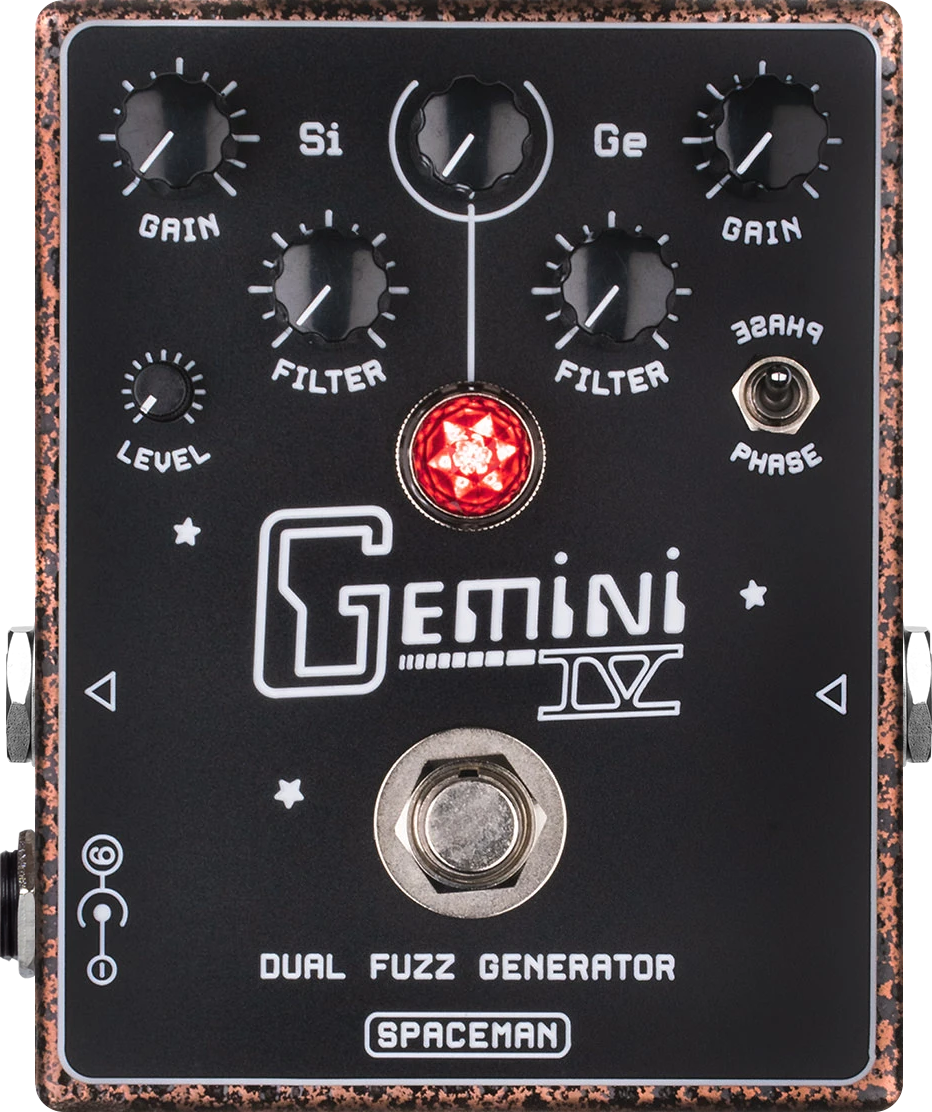 Si
Ge
GAIN
GAIN
FILTER
FILTER
PHASE
LEVEL
PHASE
GEMINI
IV
9
DUAL FUZZ GENERATOR
SPACEMAN